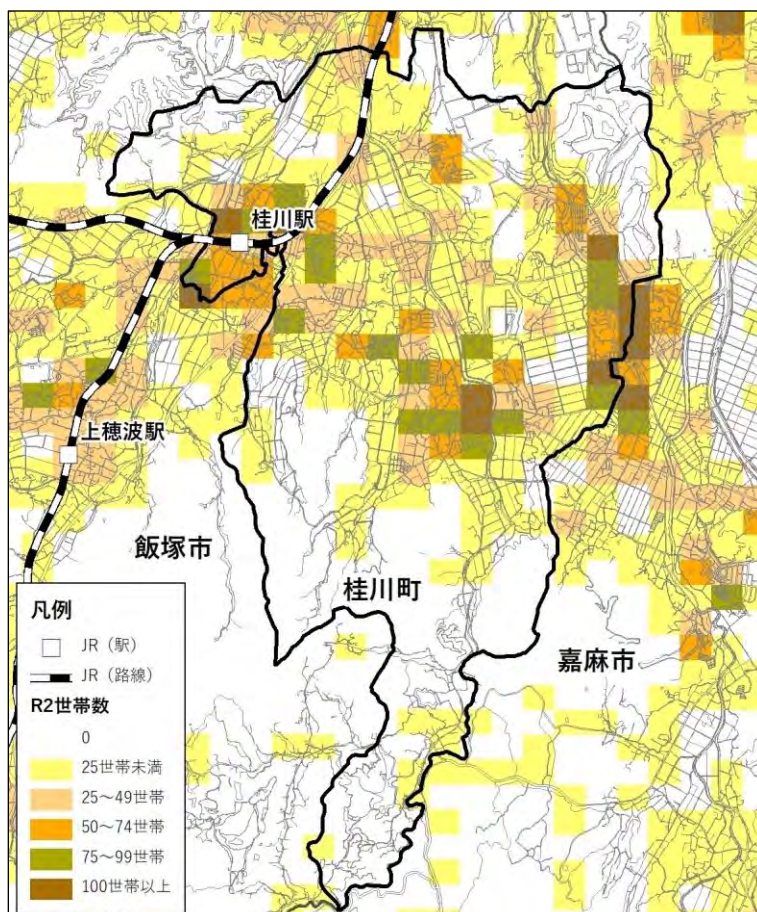 桂川駅
上穂波駅
飯塚市
桂川町
嘉麻市
凡例
JR（駅）
JR（路線）
R2世帯数
0
25世帯未満
25～49世帯
50～74世帯
75～99世帯
100世帯以上